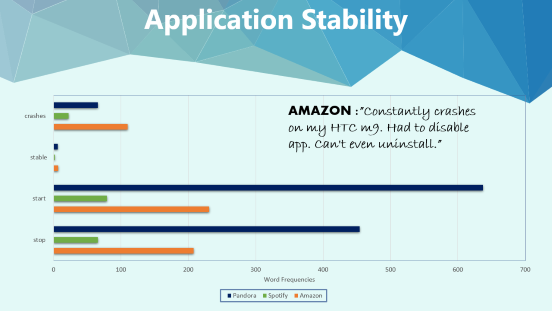 Application Stability
AMAZON :"Constantly crashes
on my HTC m9. Had to disable
app. Can't even uninstall."
crashes
stable
start
stop
0 100 200 300 400 500 600 700
Word Frequencies
Pandora Spotify Amazon